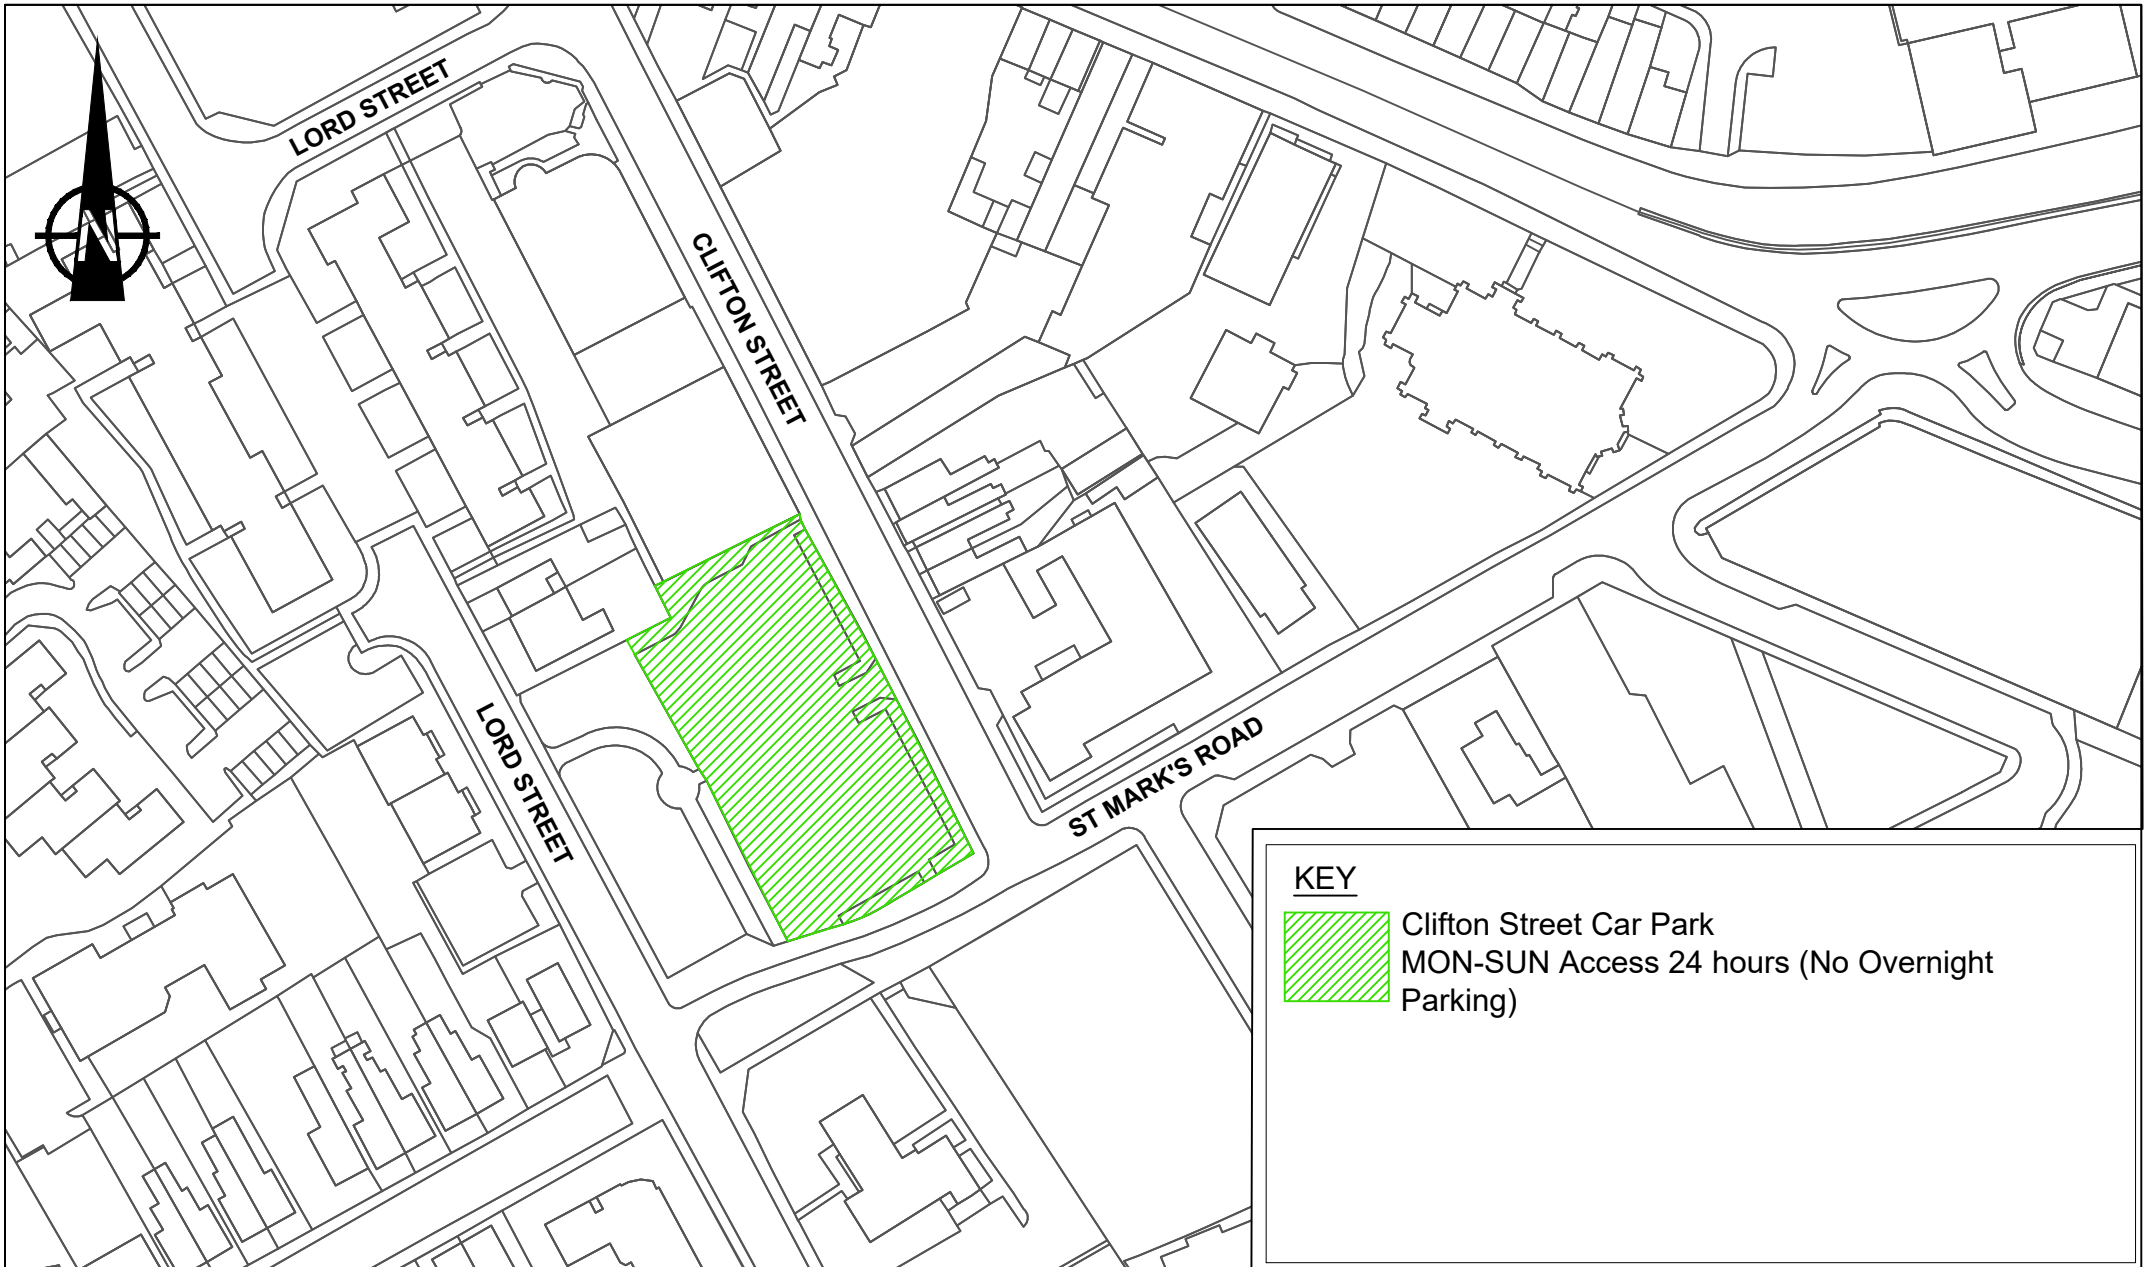 LORD STREET
N
CLIFTON STREET
LORD STREET
ST MARK'S ROAD
KEY
Clifton Street Car Park
MON-SUN Access 24 hours (No Overnight
Parking)